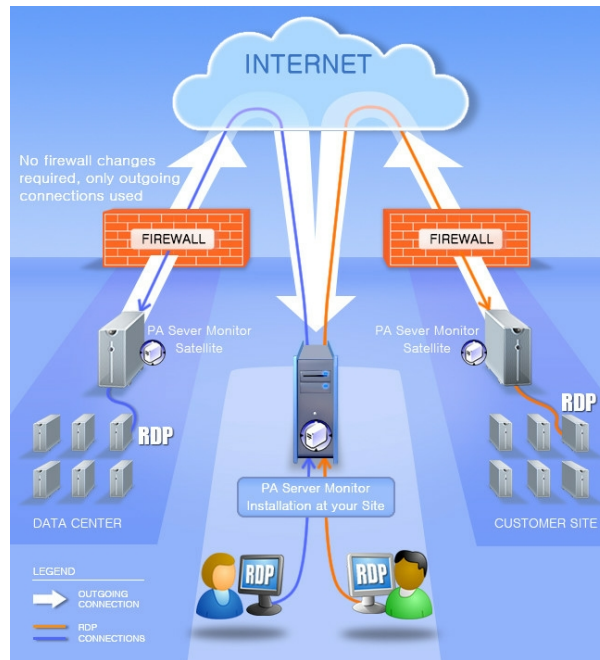 INTERNET
No firewall changes
required, only outgoing
connections used
FIREWALL
FIREWALL
PA Sever Monitor
Satellite
PA Sever Monitor
Satellite
RDP
RDP
DATA CENTER
CUSTOMER SITE
PA Server Monitor
Installation at your Site
RDP
RDP
LEGEND
OUTGOING
CONNECTION
RDP
CONNECTIONS